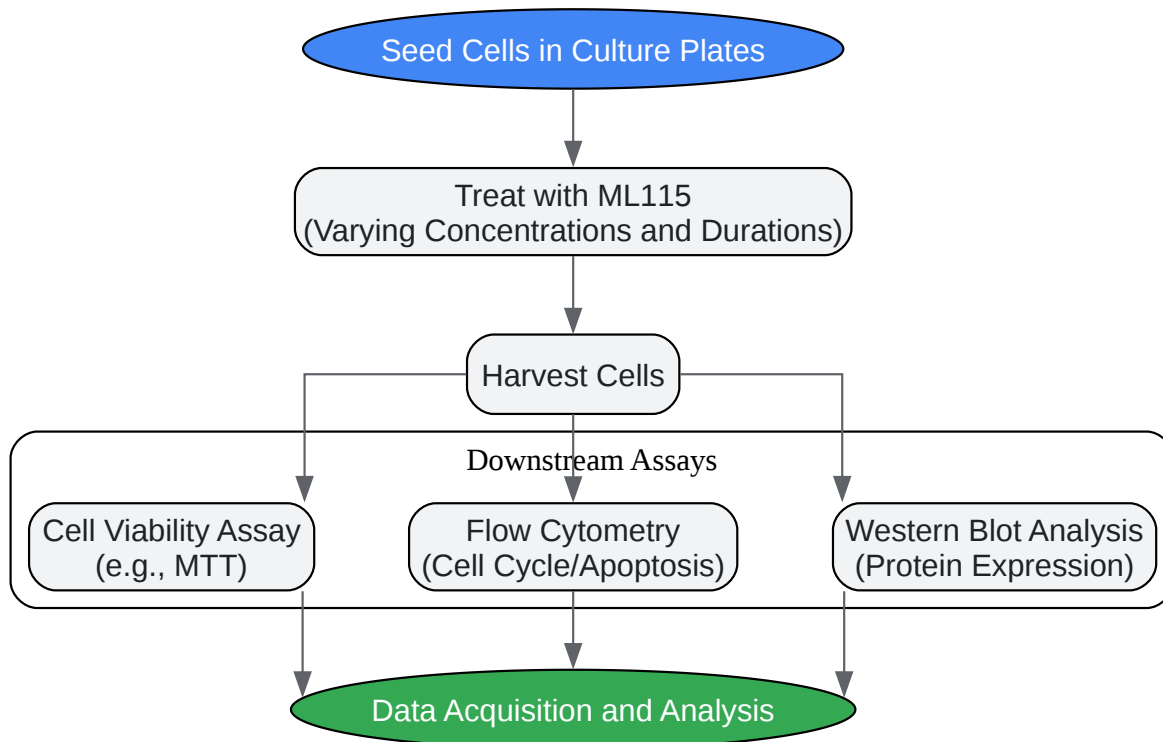 Seed Cells in Culture Plates
Treat with ML115
(Varying Concentrations and Durations)
Harvest Cells
Downstream Assays
Cell Viability Assay
(e.g., MTT)
Flow Cytometry
(Cell Cycle/Apoptosis)
Western Blot Analysis
(Protein Expression)
Data Acquisition and Analysis